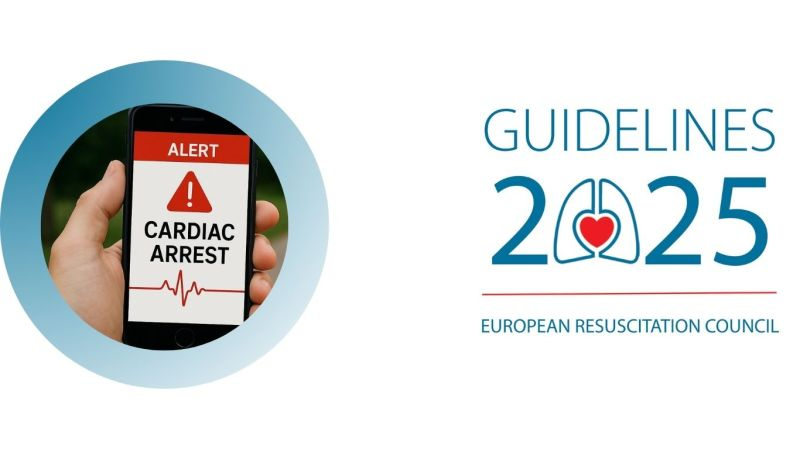 ALERT
CARDIAC
ARREST
GUIDELINES
2025
EUROPEAN RESUSCITATION COUNCIL